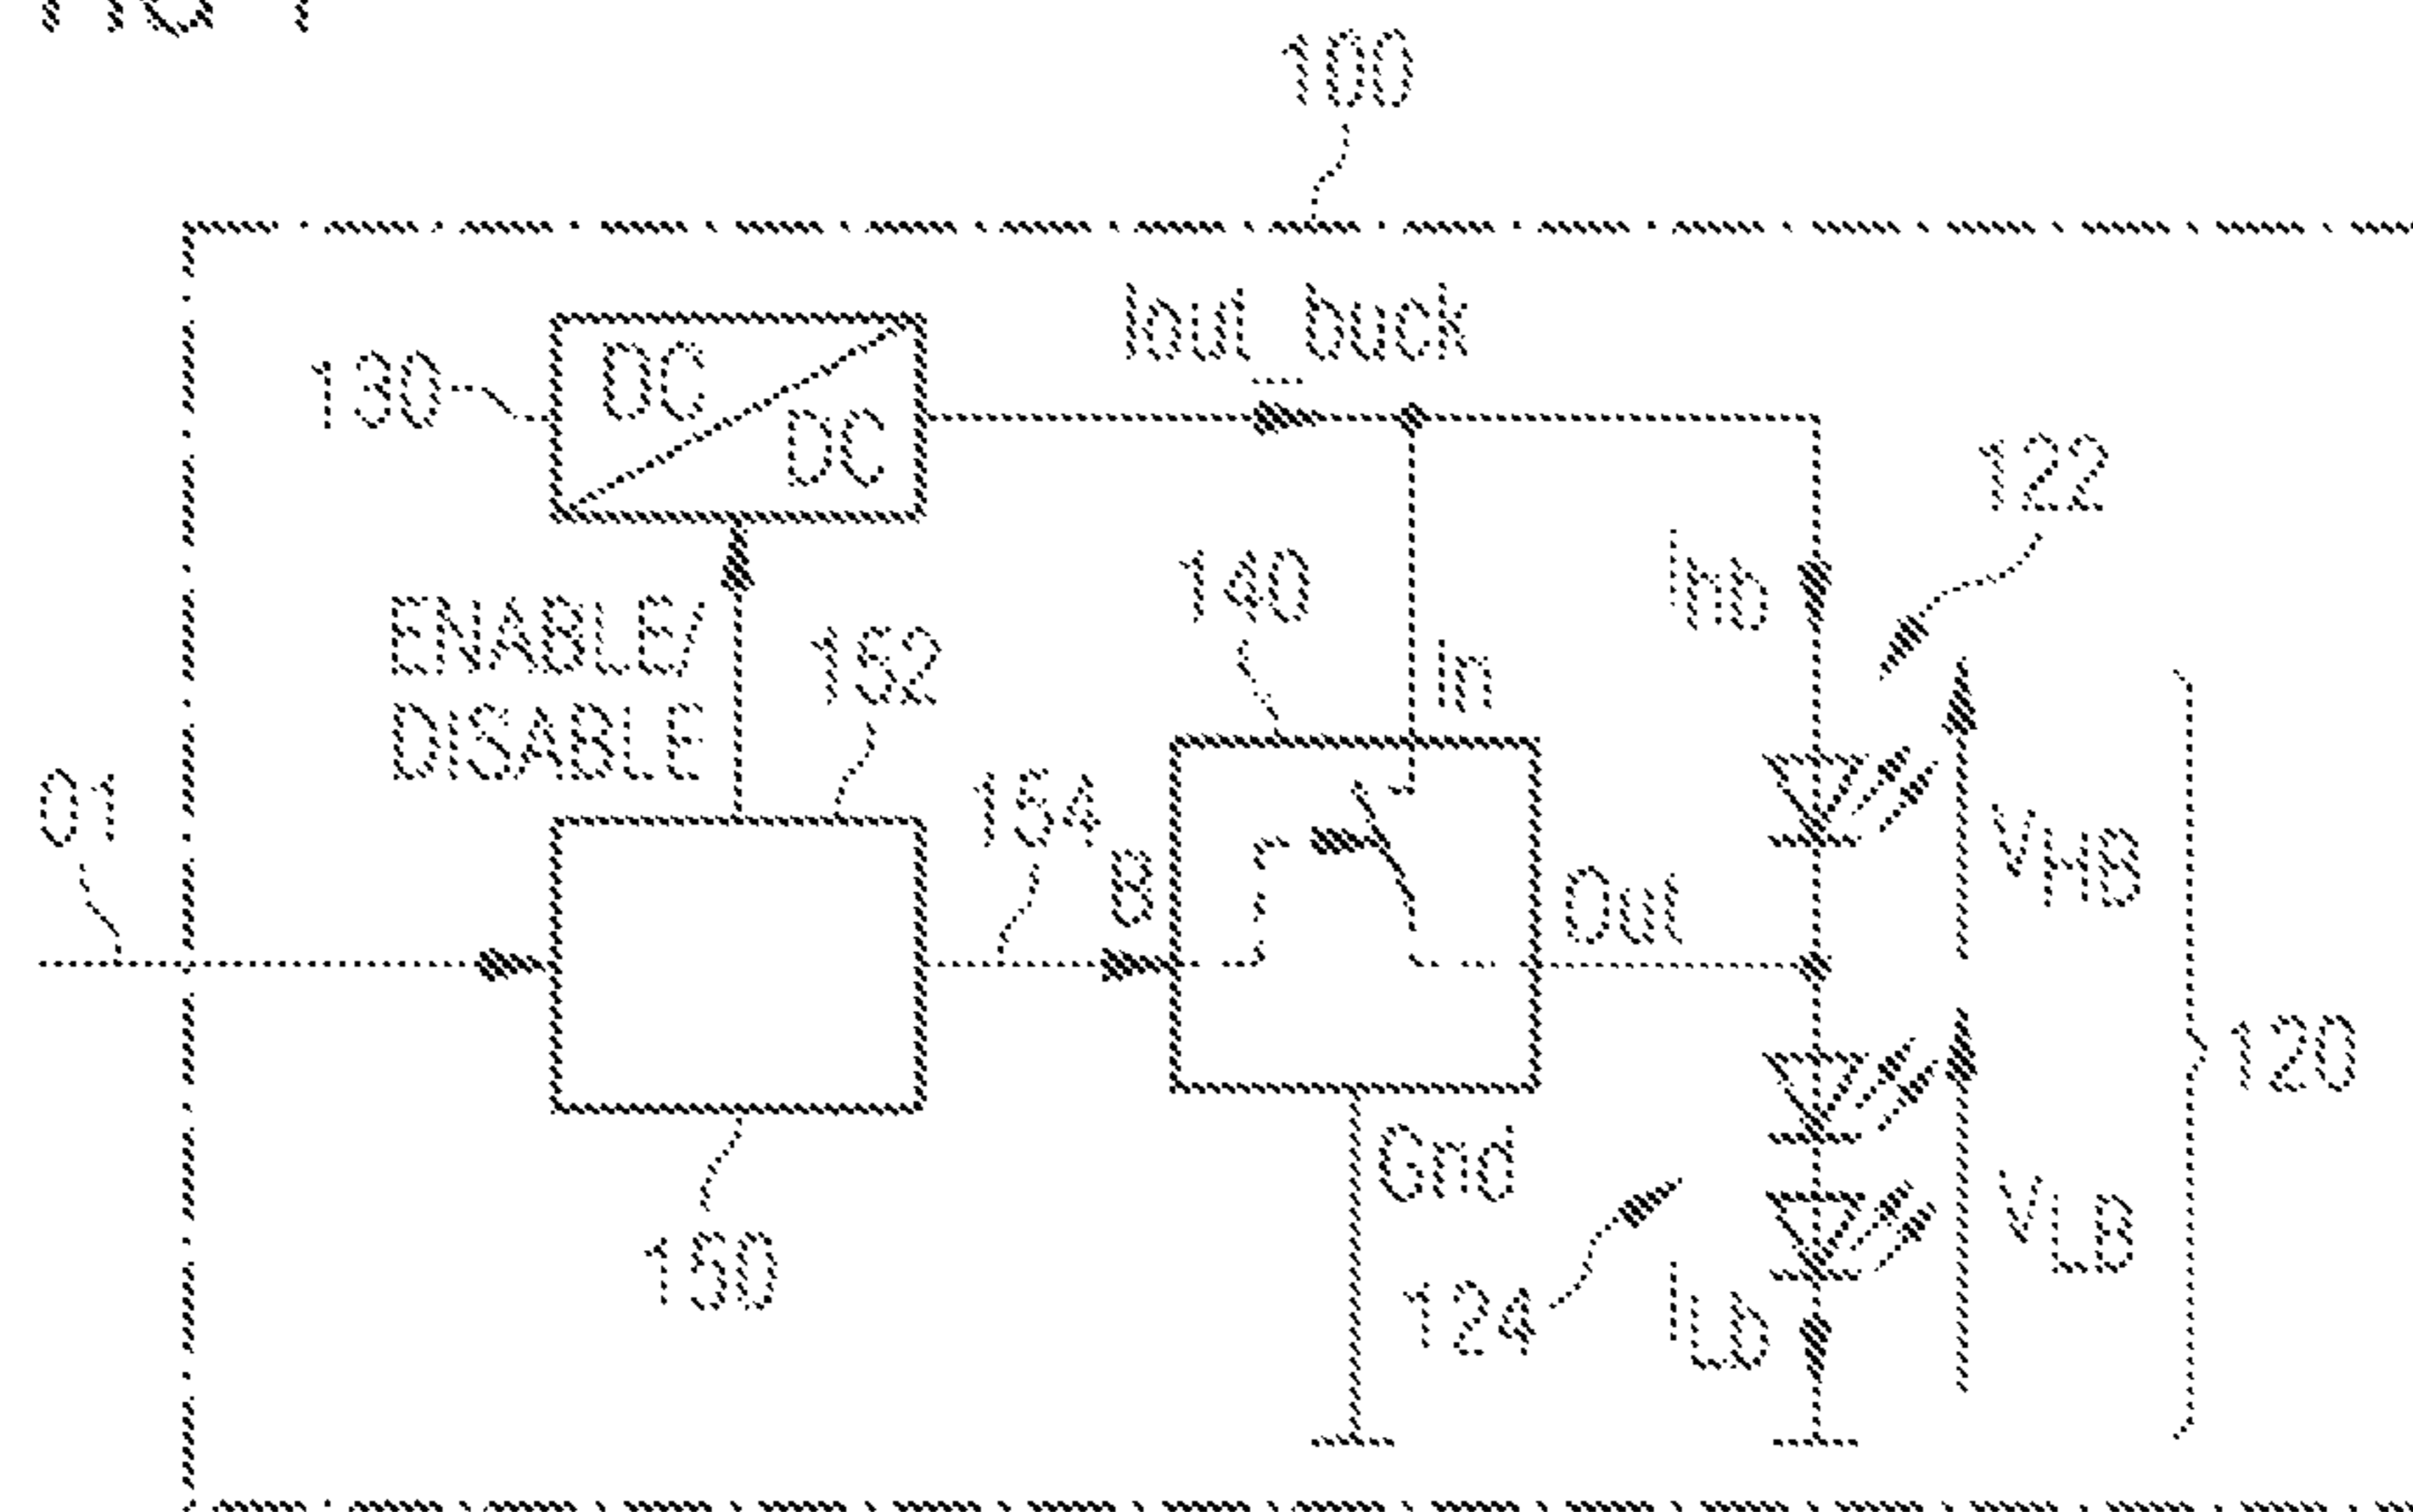 100
Iout_buck
130
DC
DC
122
140
Ihb
ENABLE/
DISABLE
152
In
01
154
B
VHB
Out
120
Gnd
VLB
150
124
ILb